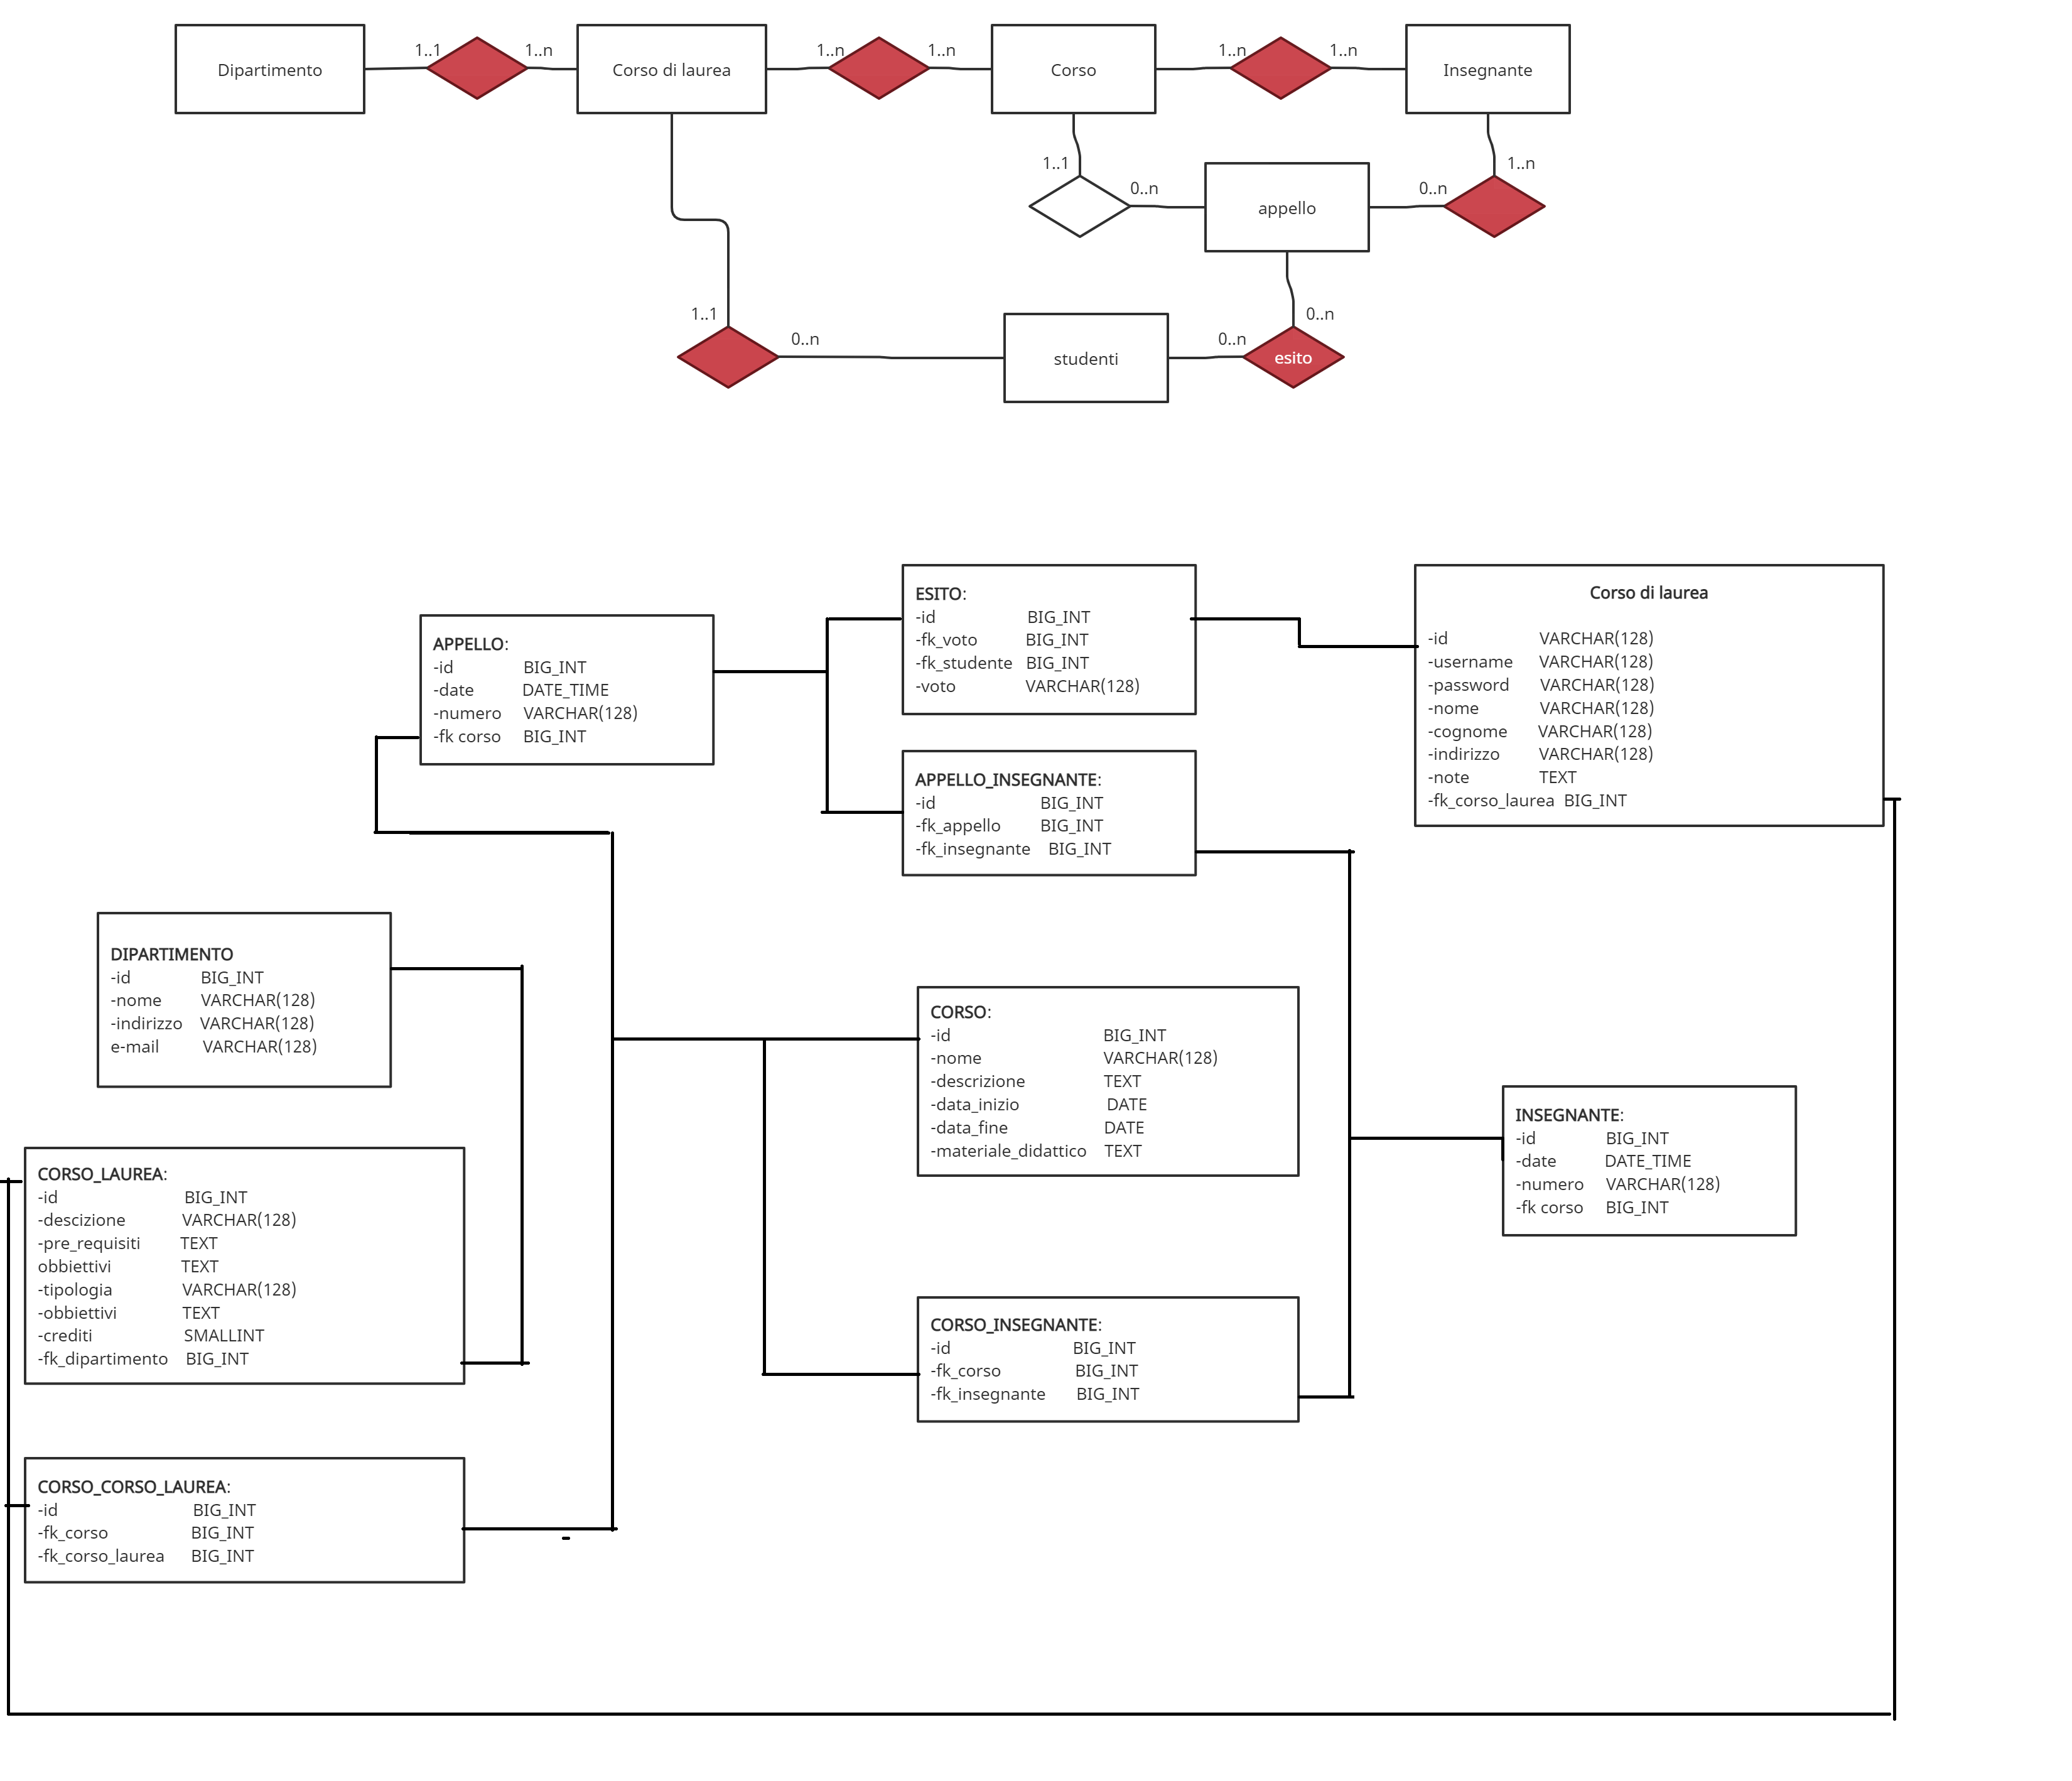 Dipartimento 1..1 1..n Corso di laurea 1..n 1..n Corso 1..n 1..n Insegnante
1..1 0..n appello 0..n 1..n
1..1 0..n studenti 0..n esito 0..n
ESITO:
-id BIG_INT
-fk_voto BIG_INT
-fk_studente BIG_INT
-voto VARCHAR(128)
Corso di laurea
-id VARCHAR(128)
-username VARCHAR(128)
-password VARCHAR(128)
-nome VARCHAR(128)
-cognome VARCHAR(128)
-indirizzo VARCHAR(128)
-note TEXT
-fk_corso_laurea BIG_INT
APPELLO:
-id BIG_INT
-date DATE_TIME
-numero VARCHAR(128)
-fk corso BIG_INT
APPELLO_INSEGNANTE:
-id BIG_INT
-fk_appello BIG_INT
-fk_insegnante BIG_INT
DIPARTIMENTO
-id BIG_INT
-nome VARCHAR(128)
-indirizzo VARCHAR(128)
e-mail VARCHAR(128)
CORSO:
-id BIG_INT
-nome VARCHAR(128)
-descrizione TEXT
-data_inizio DATE
-data_fine DATE
-materiale_didattico TEXT
INSEGNANTE:
-id BIG_INT
-date DATE_TIME
-numero VARCHAR(128)
-fk corso BIG_INT
CORSO_LAUREA:
-id BIG_INT
-descizione VARCHAR(128)
-pre_requisiti TEXT
obbiettivi TEXT
-tipologia VARCHAR(128)
-obbiettivi TEXT
-crediti SMALLINT
-fk_dipartimento BIG_INT
CORSO_INSEGNANTE:
-id BIG_INT
-fk_corso BIG_INT
-fk_insegnante BIG_INT
CORSO_CORSO_LAUREA:
-id BIG_INT
-fk_corso BIG_INT
-fk_corso_laurea BIG_INT